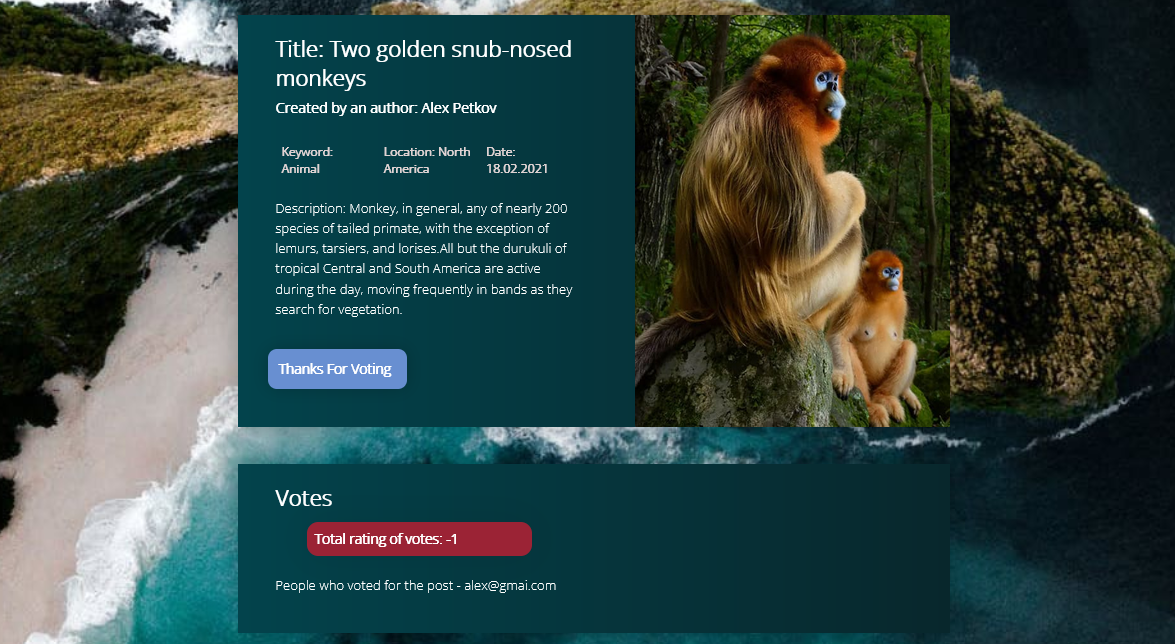 Title: Two golden snub-nosed
monkeys
Created by an author: Alex Petkov
Keyword:
Animal
Location: North
America
Date:
18.02.2021
Description: Monkey, in general, any of nearly 200
species of tailed primate, with the exception of
lemurs, tarsiers, and lorises.All but the durukuli of
tropical Central and South America are active
during the day, moving frequently in bands as they
search for vegetation.
Thanks For Voting
Votes
Total rating of votes: -1
People who voted for the post - alex@gmai.com